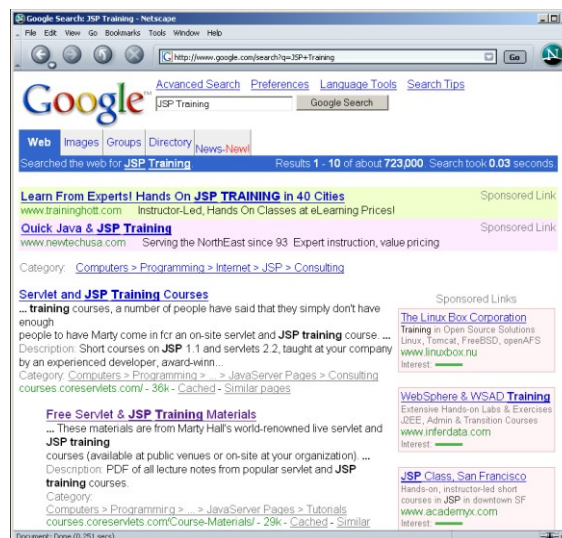 Google Search: JSP Training - Netscape
File Edit View Go Bookmarks Tools Window Help
http://www.google.com/search?q=JSP+Training
Go
N
Google™
Advanced Search Preferences Language Tools Search Tips
JSP Training
Google Search
Web Images Groups Directory News-New!
Searched the web for JSP Training. Results 1 - 10 of about 723,000. Search took 0.03 seconds.
Learn From Experts! Hands On JSP TRAINING in 40 Cities Sponsored Link
www.traininghott.com Instructor-Led, Hands On Classes at eLearning Prices!
Quick Java & JSP Training Sponsored Link
www.newtechusa.com Serving the NorthEast since 93 Expert instruction, value pricing
Category: Computers > Programming > Internet > JSP > Consulting
Servlet and JSP Training Courses
... training courses, a number of people have said that they simply don't have
enough
people to have Marty come in for an on-site servlet and JSP training course. ...
Description: Short courses on JSP 1.1 and servlets 2.2, taught at your company
by an experienced developer, award-winn...
Category: Computers > Programming > ... > JavaServer Pages > Consulting
courses.coreservlets.com/ - 36k - Cached - Similar pages
Free Servlet & JSP Training Materials
... These materials are from Marty Hall's world-renowned live servlet and
JSP training
courses (available at public venues or on-site at your organization). ...
Description: PDF of all lecture notes from popular servlet and JSP
training courses.
Category:
Computers > Programming > ... > JavaServer Pages > Tutorials
courses.coreservlets.com/Course-Materials/ - 29k - Cached - Similar
Sponsored Links
The Linux Box Corporation
Training in Open Source Solutions
Linux, Tomcat, FreeBSD, openAFS
www.linuxbox.nu
Interest:
WebSphere & WSAD Training
Extensive Hands-on Labs & Exercises
J2EE, Admin & Transition Courses
www.inferdata.com
Interest:
JSP Class, San Francisco
Hands-on, instructor-led short
courses in JSP in downtown SF
www.academyx.com
Interest:
Document: Done (0.251 secs)